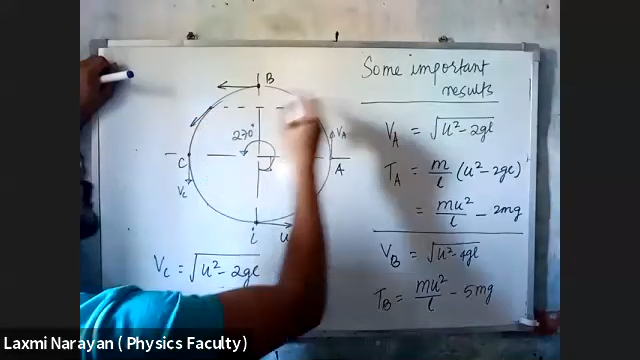 Some important
results
B
V_A = √(u² - 2gl)
270°
V_A
C
A
T_A = m/l (u² - 2gl)
V_C
= mu²/l - 2mg
i
u
V_B = √(u² - 4gl)
V_C = √(u² - 2gl)
T_B = mu²/l - 5mg
Laxmi Narayan ( Physics Faculty)